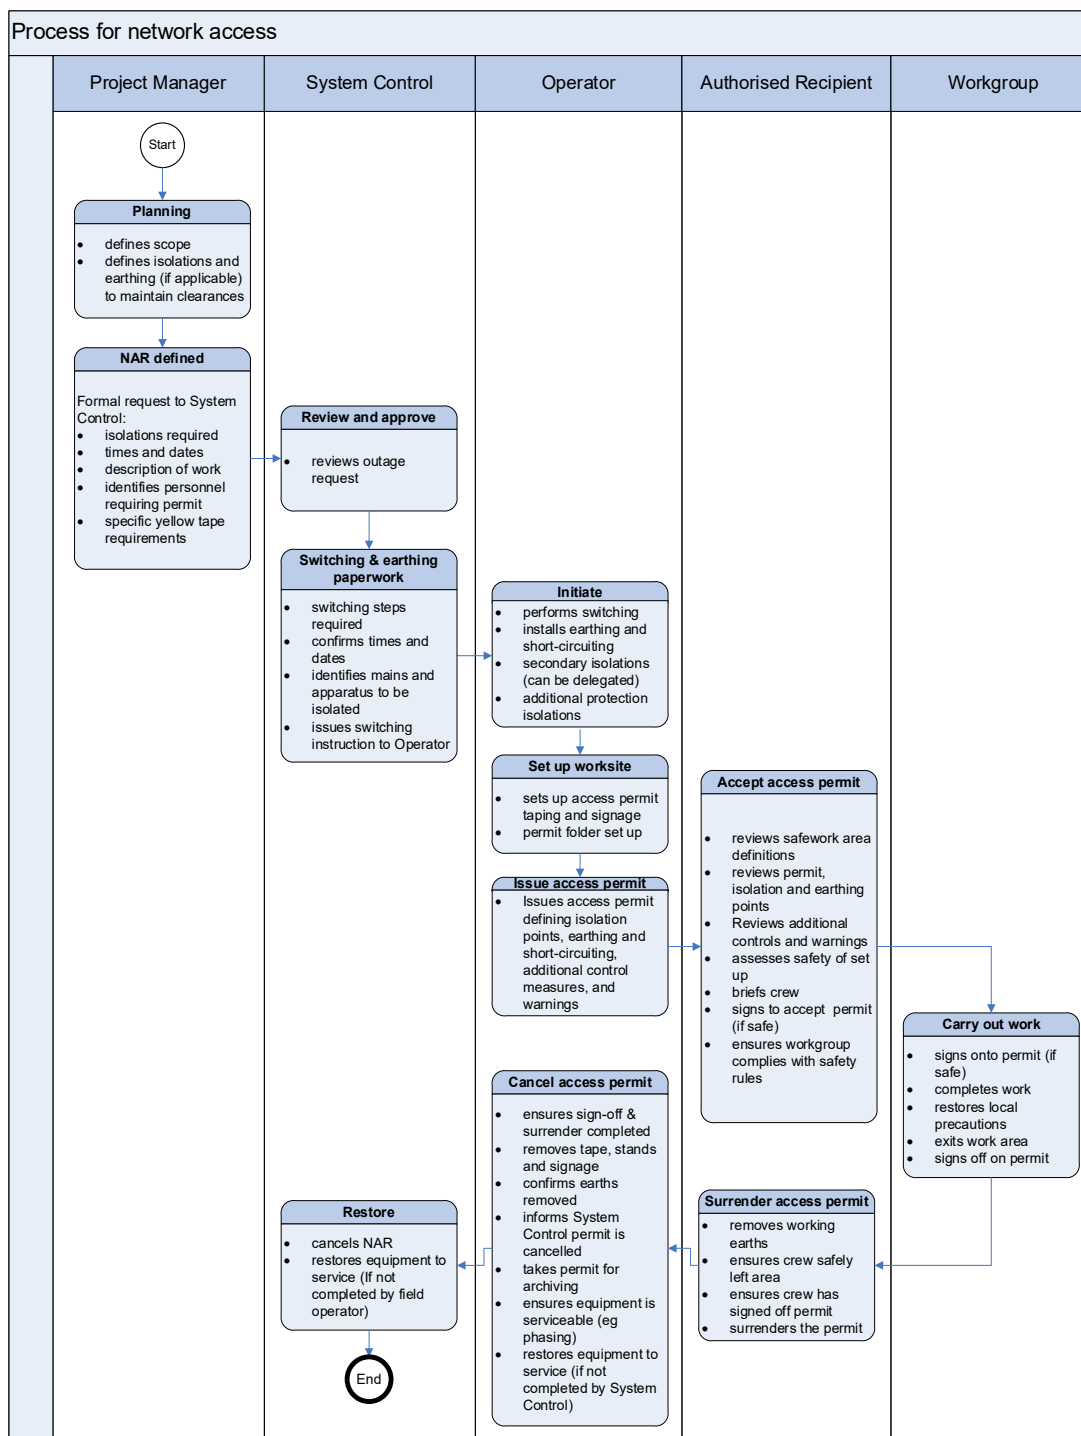 Process for network access
Project Manager
System Control
Operator
Authorised Recipient
Workgroup
Start
Planning
• defines scope
• defines isolations and
earthing (if applicable)
to maintain clearances
NAR defined
Formal request to System
Control:
• isolations required
• times and dates
• description of work
• identifies personnel
requiring permit
• specific yellow tape
requirements
Review and approve
• reviews outage
request
Switching & earthing
paperwork
• switching steps
required
• confirms times and
dates
• identifies mains and
apparatus to be
isolated
• issues switching
instruction to Operator
Initiate
• performs switching
• installs earthing and
short-circuiting
• secondary isolations
(can be delegated)
• additional protection
isolations
Set up worksite
• sets up access permit
taping and signage
• permit folder set up
Issue access permit
• Issues access permit
defining isolation
points, earthing and
short-circuiting,
additional control
measures, and
warnings
Accept access permit
• reviews safework area
definitions
• reviews permit,
isolation and earthing
points
• Reviews additional
controls and warnings
• assesses safety of set
up
• briefs crew
• signs to accept permit
(if safe)
• ensures workgroup
complies with safety
rules
Carry out work
• signs onto permit (if
safe)
• completes work
• restores local
precautions
• exits work area
• signs off on permit
Surrender access permit
• removes working
earths
• ensures crew safely
left area
• ensures crew has
signed off permit
• surrenders the permit
Cancel access permit
• ensures sign-off &
surrender completed
• removes tape, stands
and signage
• confirms earths
removed
• informs System
Control permit is
cancelled
• takes permit for
archiving
• ensures equipment is
serviceable (eg
phasing)
• restores equipment to
service (if not
completed by System
Control)
Restore
• cancels NAR
• restores equipment to
service (If not
completed by field
operator)
End